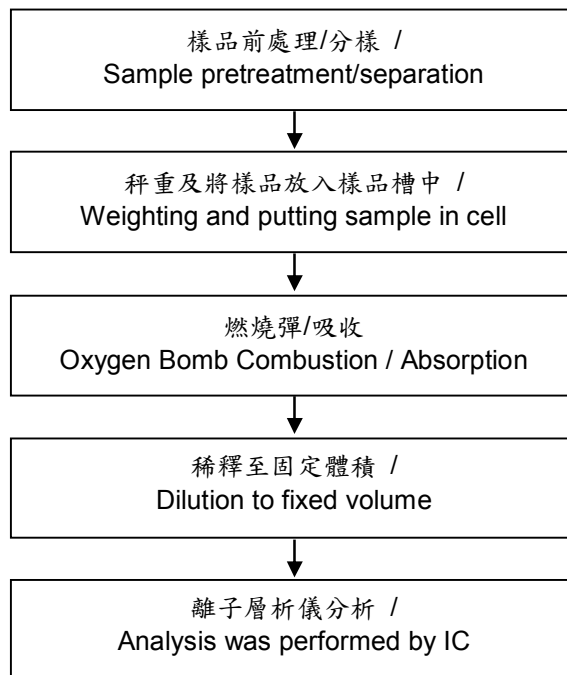 樣品前處理/分樣 /
Sample pretreatment/separation
秤重及將樣品放入樣品槽中 /
Weighting and putting sample in cell
燃燒彈/吸收
Oxygen Bomb Combustion / Absorption
稀釋至固定體積 /
Dilution to fixed volume
離子層析儀分析 /
Analysis was performed by IC